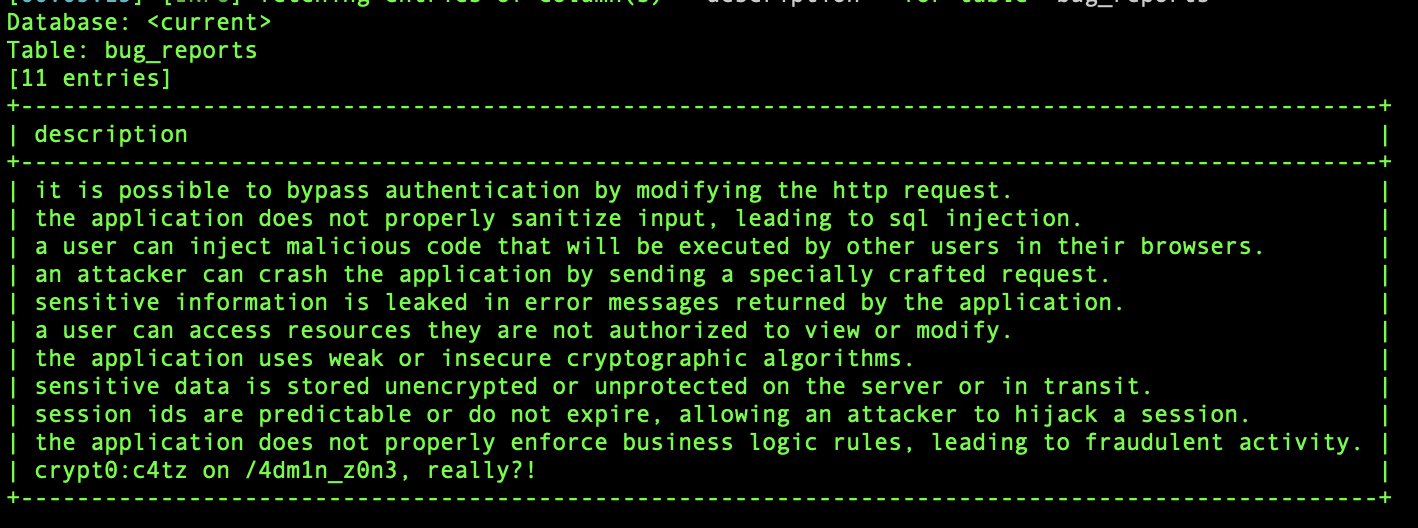 Database: <current>
Table: bug_reports
[11 entries]
+-------------------------------------------------------------------------------------------------+
| description |
+-------------------------------------------------------------------------------------------------+
| it is possible to bypass authentication by modifying the http request. |
| the application does not properly sanitize input, leading to sql injection. |
| a user can inject malicious code that will be executed by other users in their browsers. |
| an attacker can crash the application by sending a specially crafted request. |
| sensitive information is leaked in error messages returned by the application. |
| a user can access resources they are not authorized to view or modify. |
| the application uses weak or insecure cryptographic algorithms. |
| sensitive data is stored unencrypted or unprotected on the server or in transit. |
| session ids are predictable or do not expire, allowing an attacker to hijack a session. |
| the application does not properly enforce business logic rules, leading to fraudulent activity. |
| crypt0:c4tz on /4dm1n_z0n3, really?! |
+-------------------------------------------------------------------------------------------------+